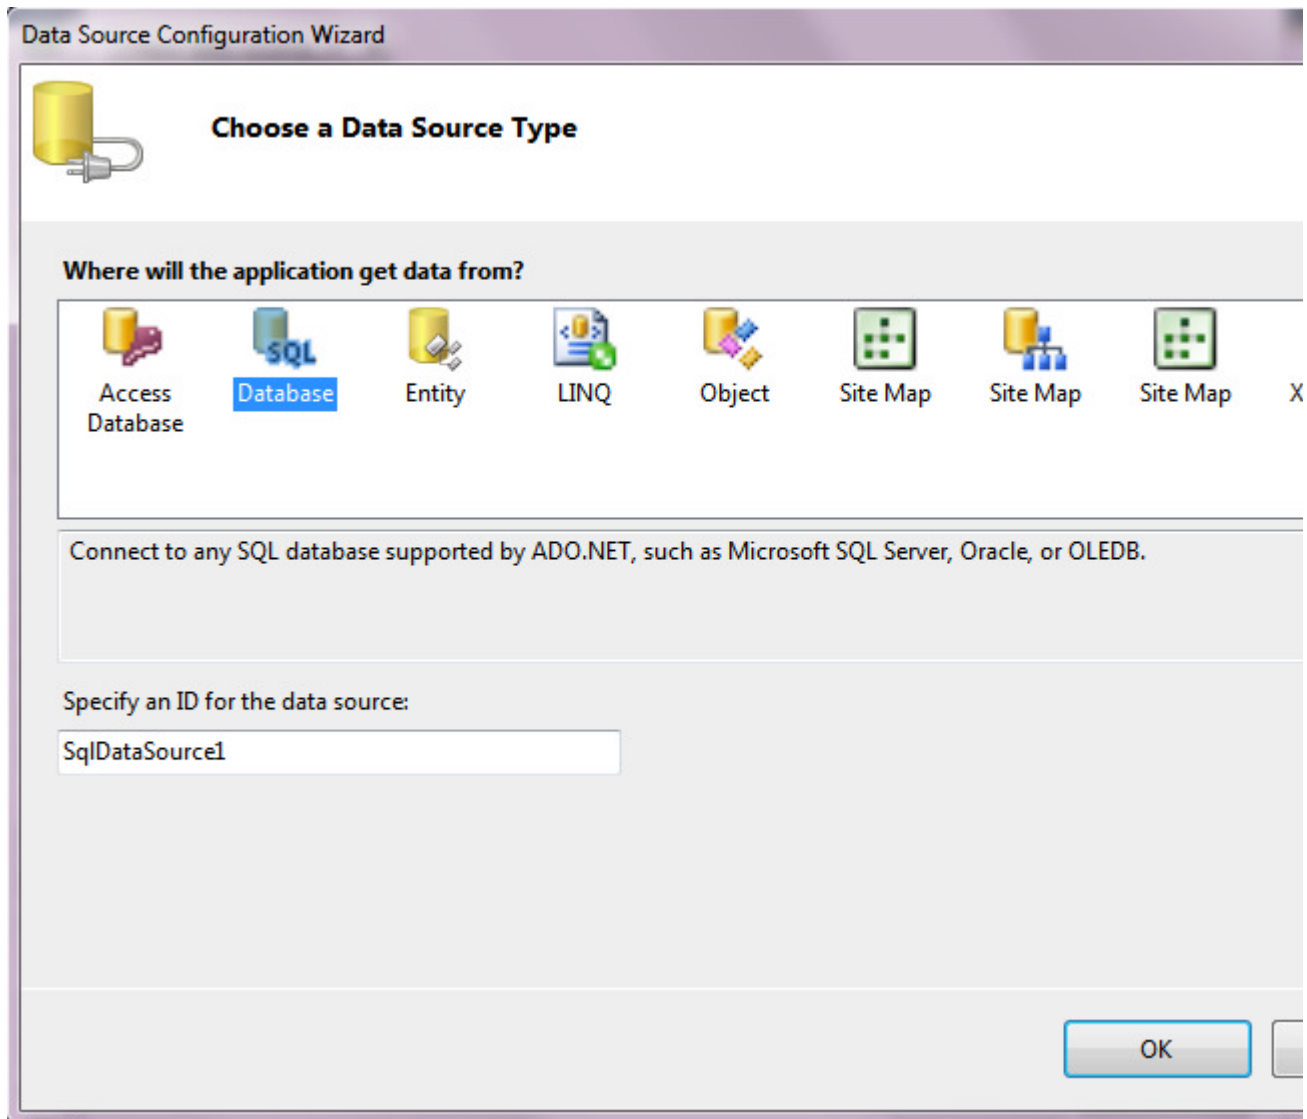 Data Source Configuration Wizard
Choose a Data Source Type
Where will the application get data from?
SQL
Access Database
Database
Entity
LINQ
Object
Site Map
Site Map
Site Map
X
Connect to any SQL database supported by ADO.NET, such as Microsoft SQL Server, Oracle, or OLEDB.
Specify an ID for the data source:
SqlDataSource1
OK